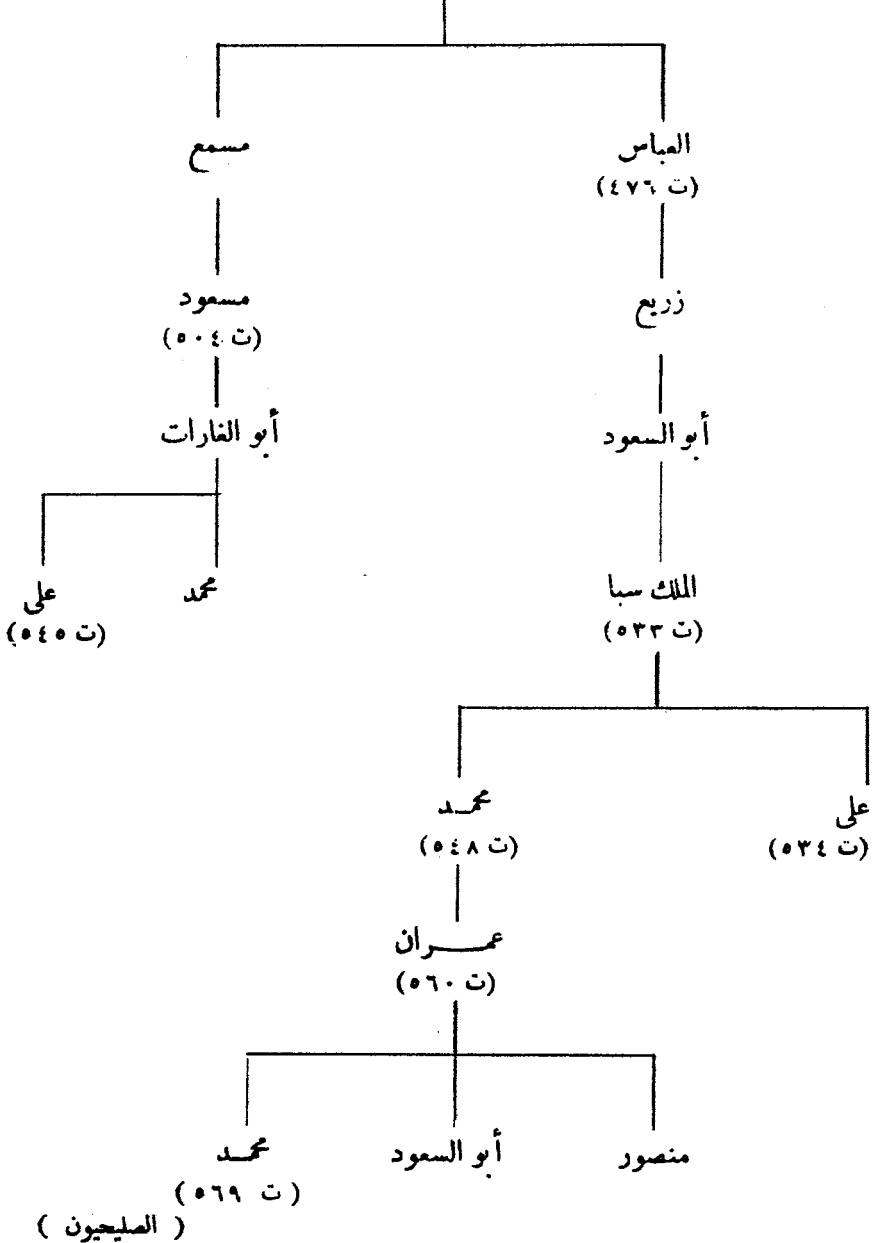 العباس
(ت ٤٧٦)
مسمع
زريع
مسعود
(ت ٥٠٤)
أبو السعود
أبو الغارات
الملك سبا
(ت ٥٣٣)
محمد
على
(ت ٥٤٥)
على
(ت ٥٣٤)
محمد
(ت ٥٤٨)
عمران
(ت ٥٦٠)
منصور
أبو السعود
محمد
(ت ٥٦٩)
(الصليحيون)